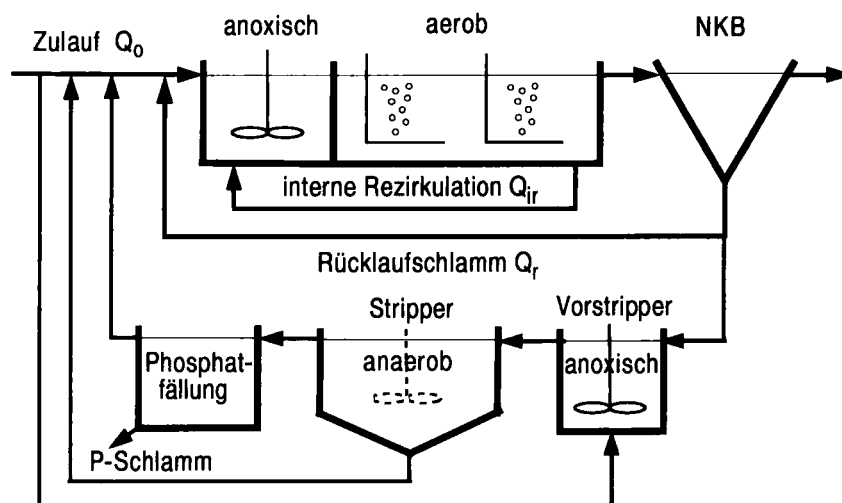 Zulauf Q₀
anoxisch
aerob
NKB
interne Rezirkulation Qᵢᵣ
Rücklaufschlamm Qᵣ
Stripper
Vorstripper
anaerob
anoxisch
Phosphat-
fällung
P-Schlamm